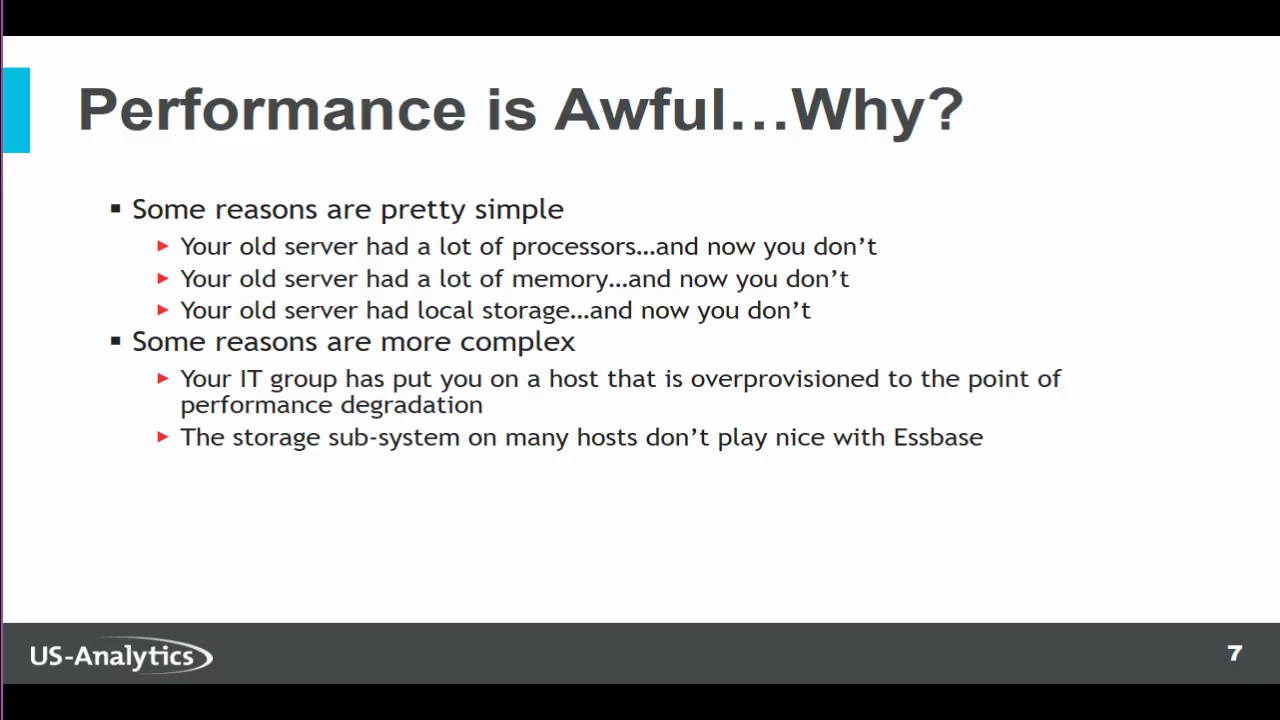 Performance is Awful…Why?
▪ Some reasons are pretty simple
► Your old server had a lot of processors…and now you don’t
► Your old server had a lot of memory…and now you don’t
► Your old server had local storage…and now you don’t
▪ Some reasons are more complex
► Your IT group has put you on a host that is overprovisioned to the point of
performance degradation
► The storage sub-system on many hosts don’t play nice with Essbase
US-Analytics
7